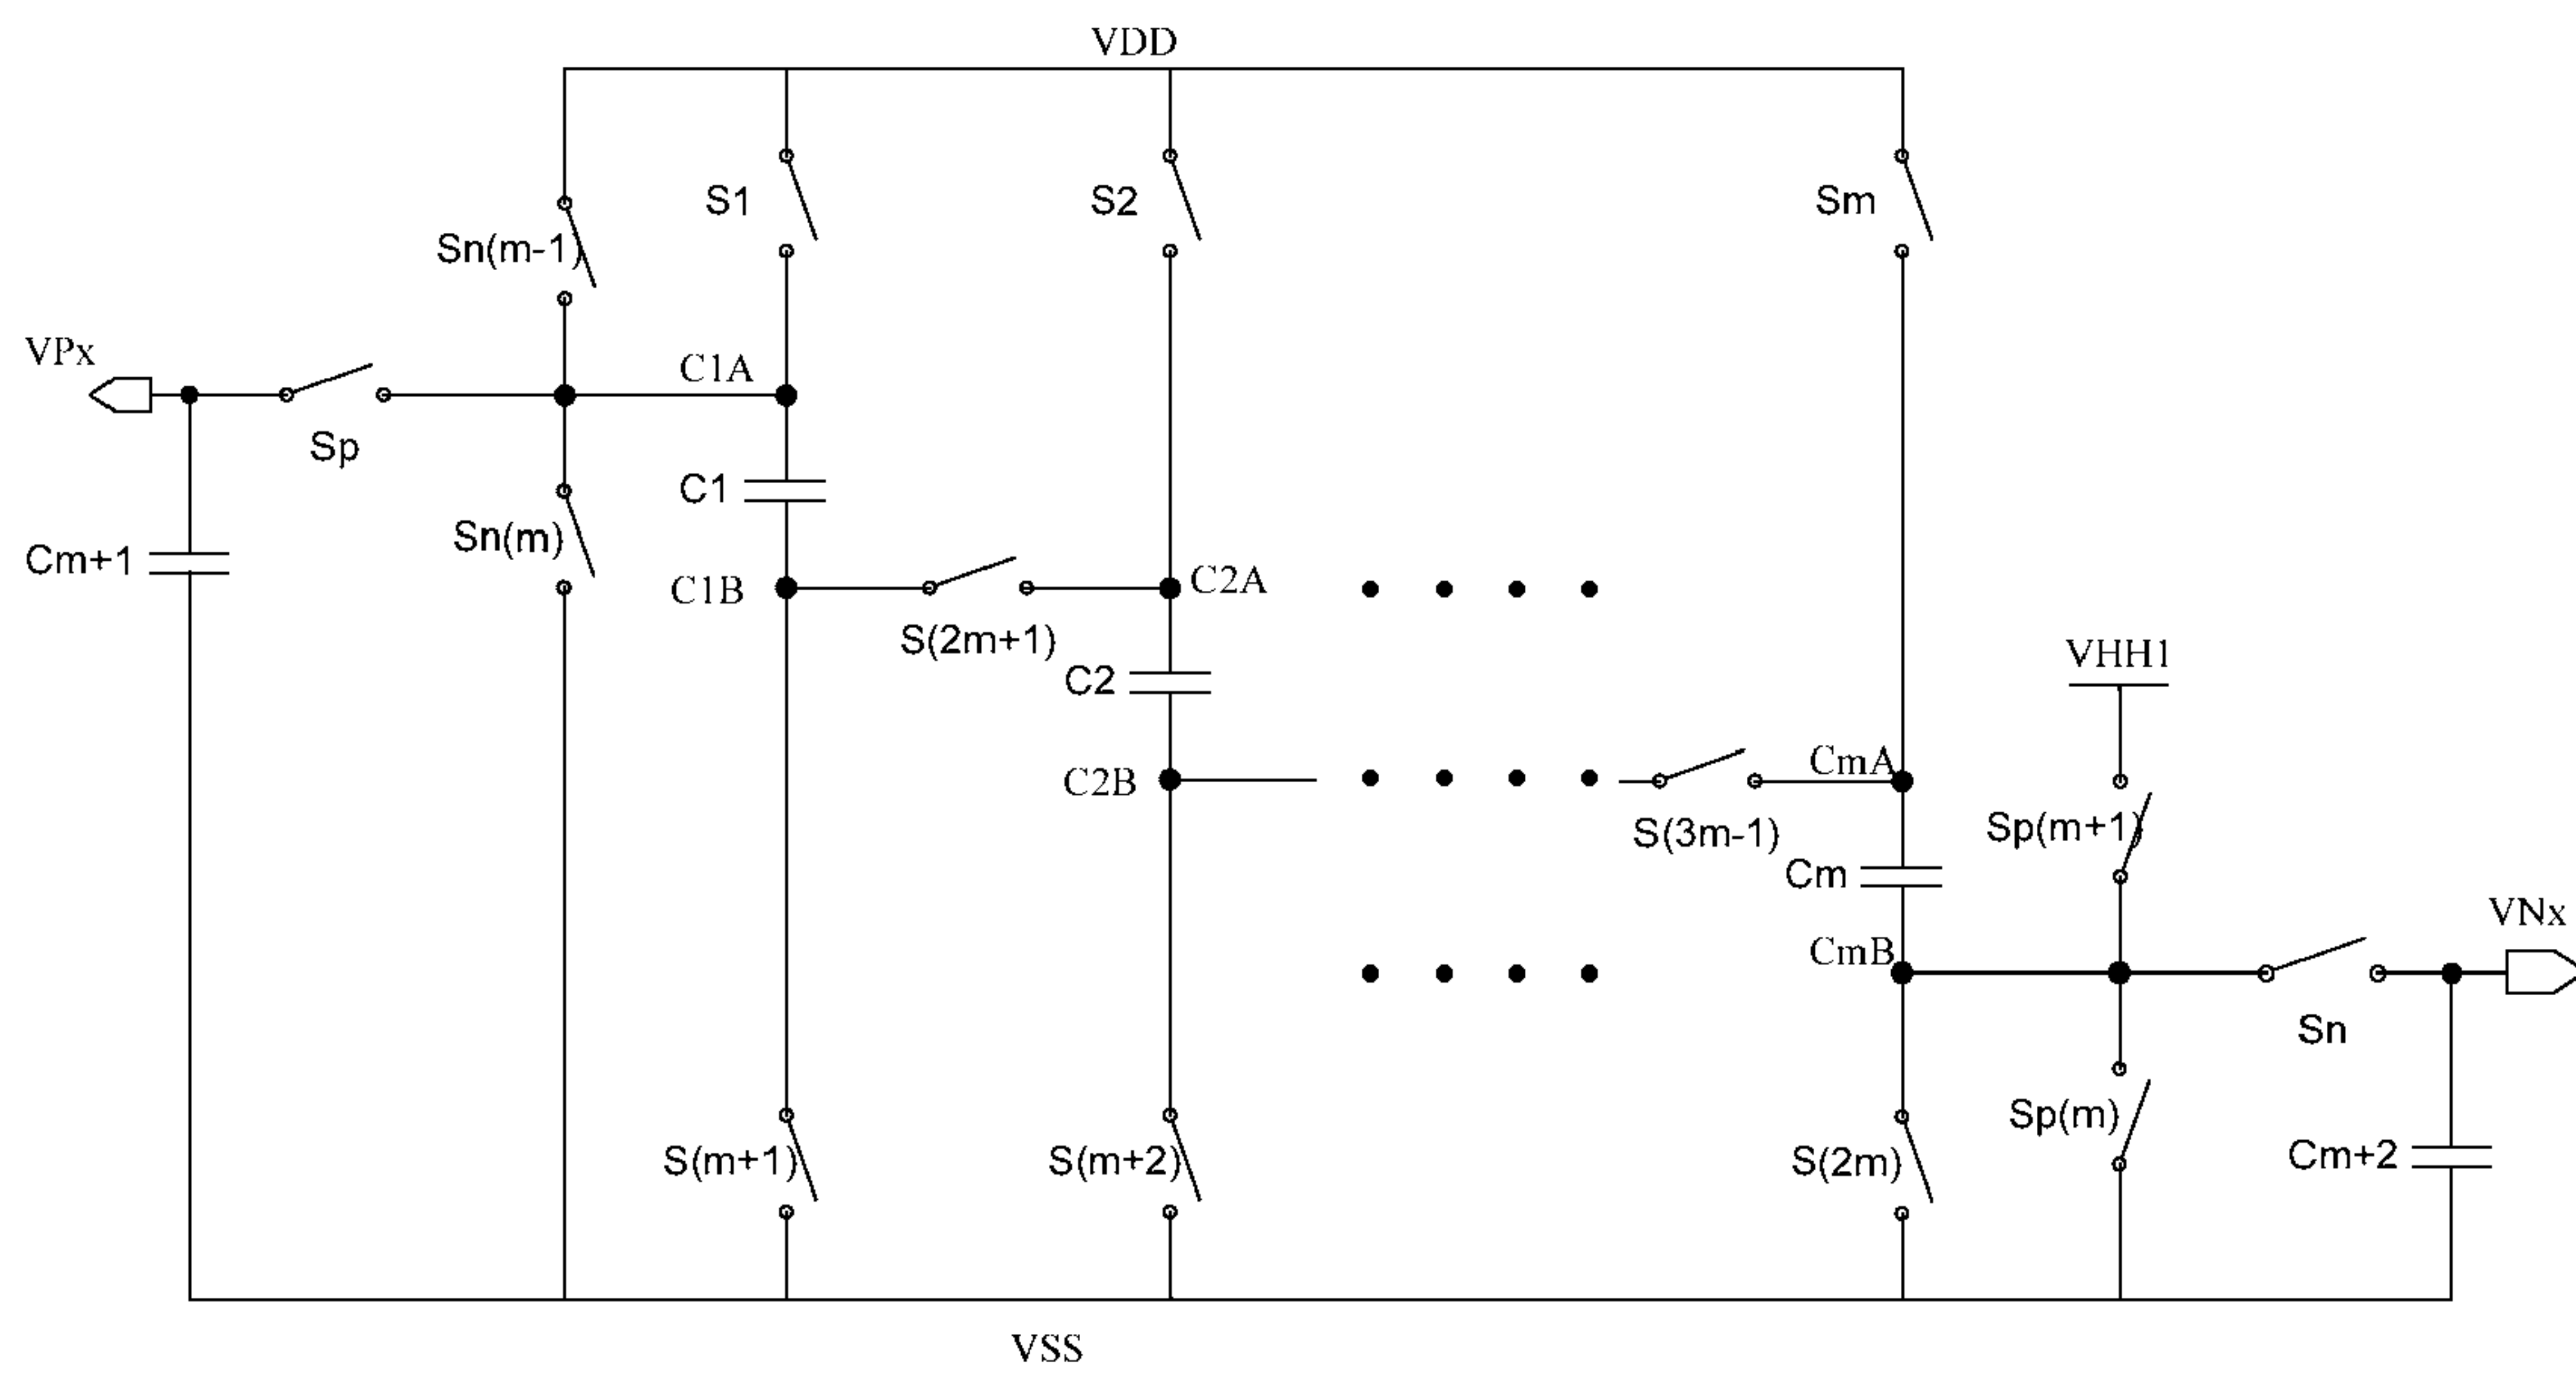 VDD
S1
S2
Sm
Sn(m-1)
VPx
C1A
Sp
C1
Sn(m)
Cm+1
C1B
C2A
S(2m+1)
VHH1
C2
CmA
C2B
Sp(m+1)
S(3m-1)
Cm
VNx
CmB
Sn
Sp(m)
S(m+1)
S(m+2)
S(2m)
Cm+2
VSS